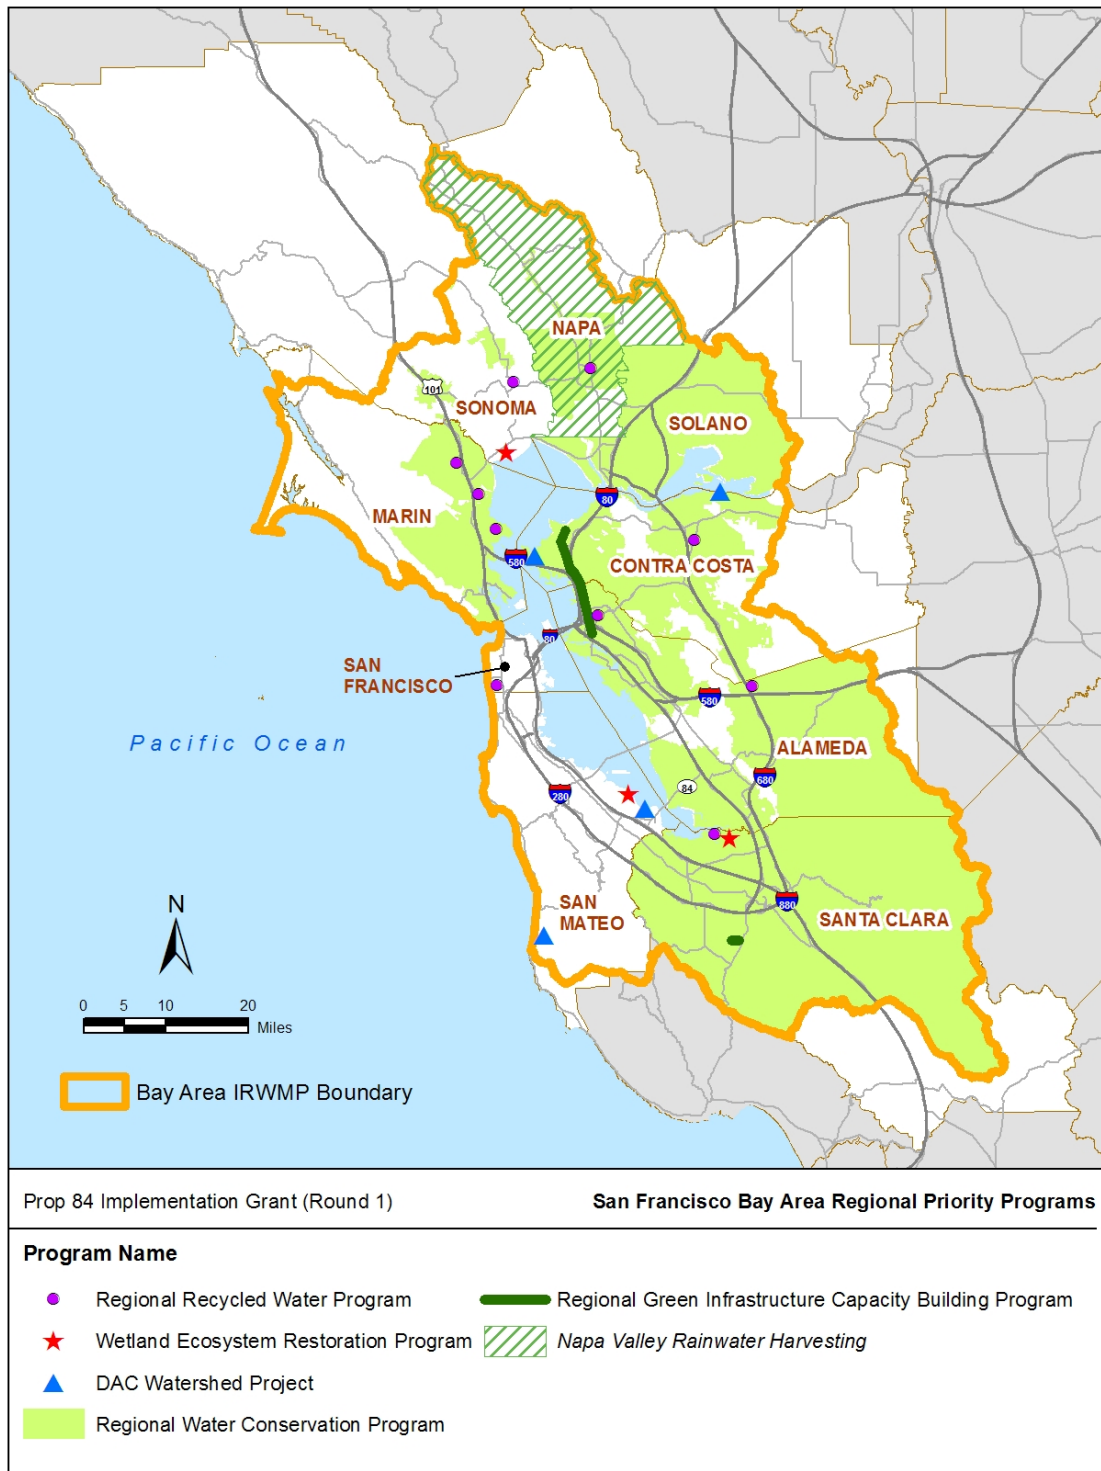 NAPA
101
SONOMA
SOLANO
80
MARIN
580
CONTRA COSTA
80
SAN
FRANCISCO
580
Pacific Ocean
ALAMEDA
680
84
280
880
SAN
MATEO
SANTA CLARA
N
0 5 10 20
Miles
Bay Area IRWMP Boundary
Prop 84 Implementation Grant (Round 1)
San Francisco Bay Area Regional Priority Programs
Program Name
Regional Recycled Water Program
Regional Green Infrastructure Capacity Building Program
Wetland Ecosystem Restoration Program
Napa Valley Rainwater Harvesting
DAC Watershed Project
Regional Water Conservation Program